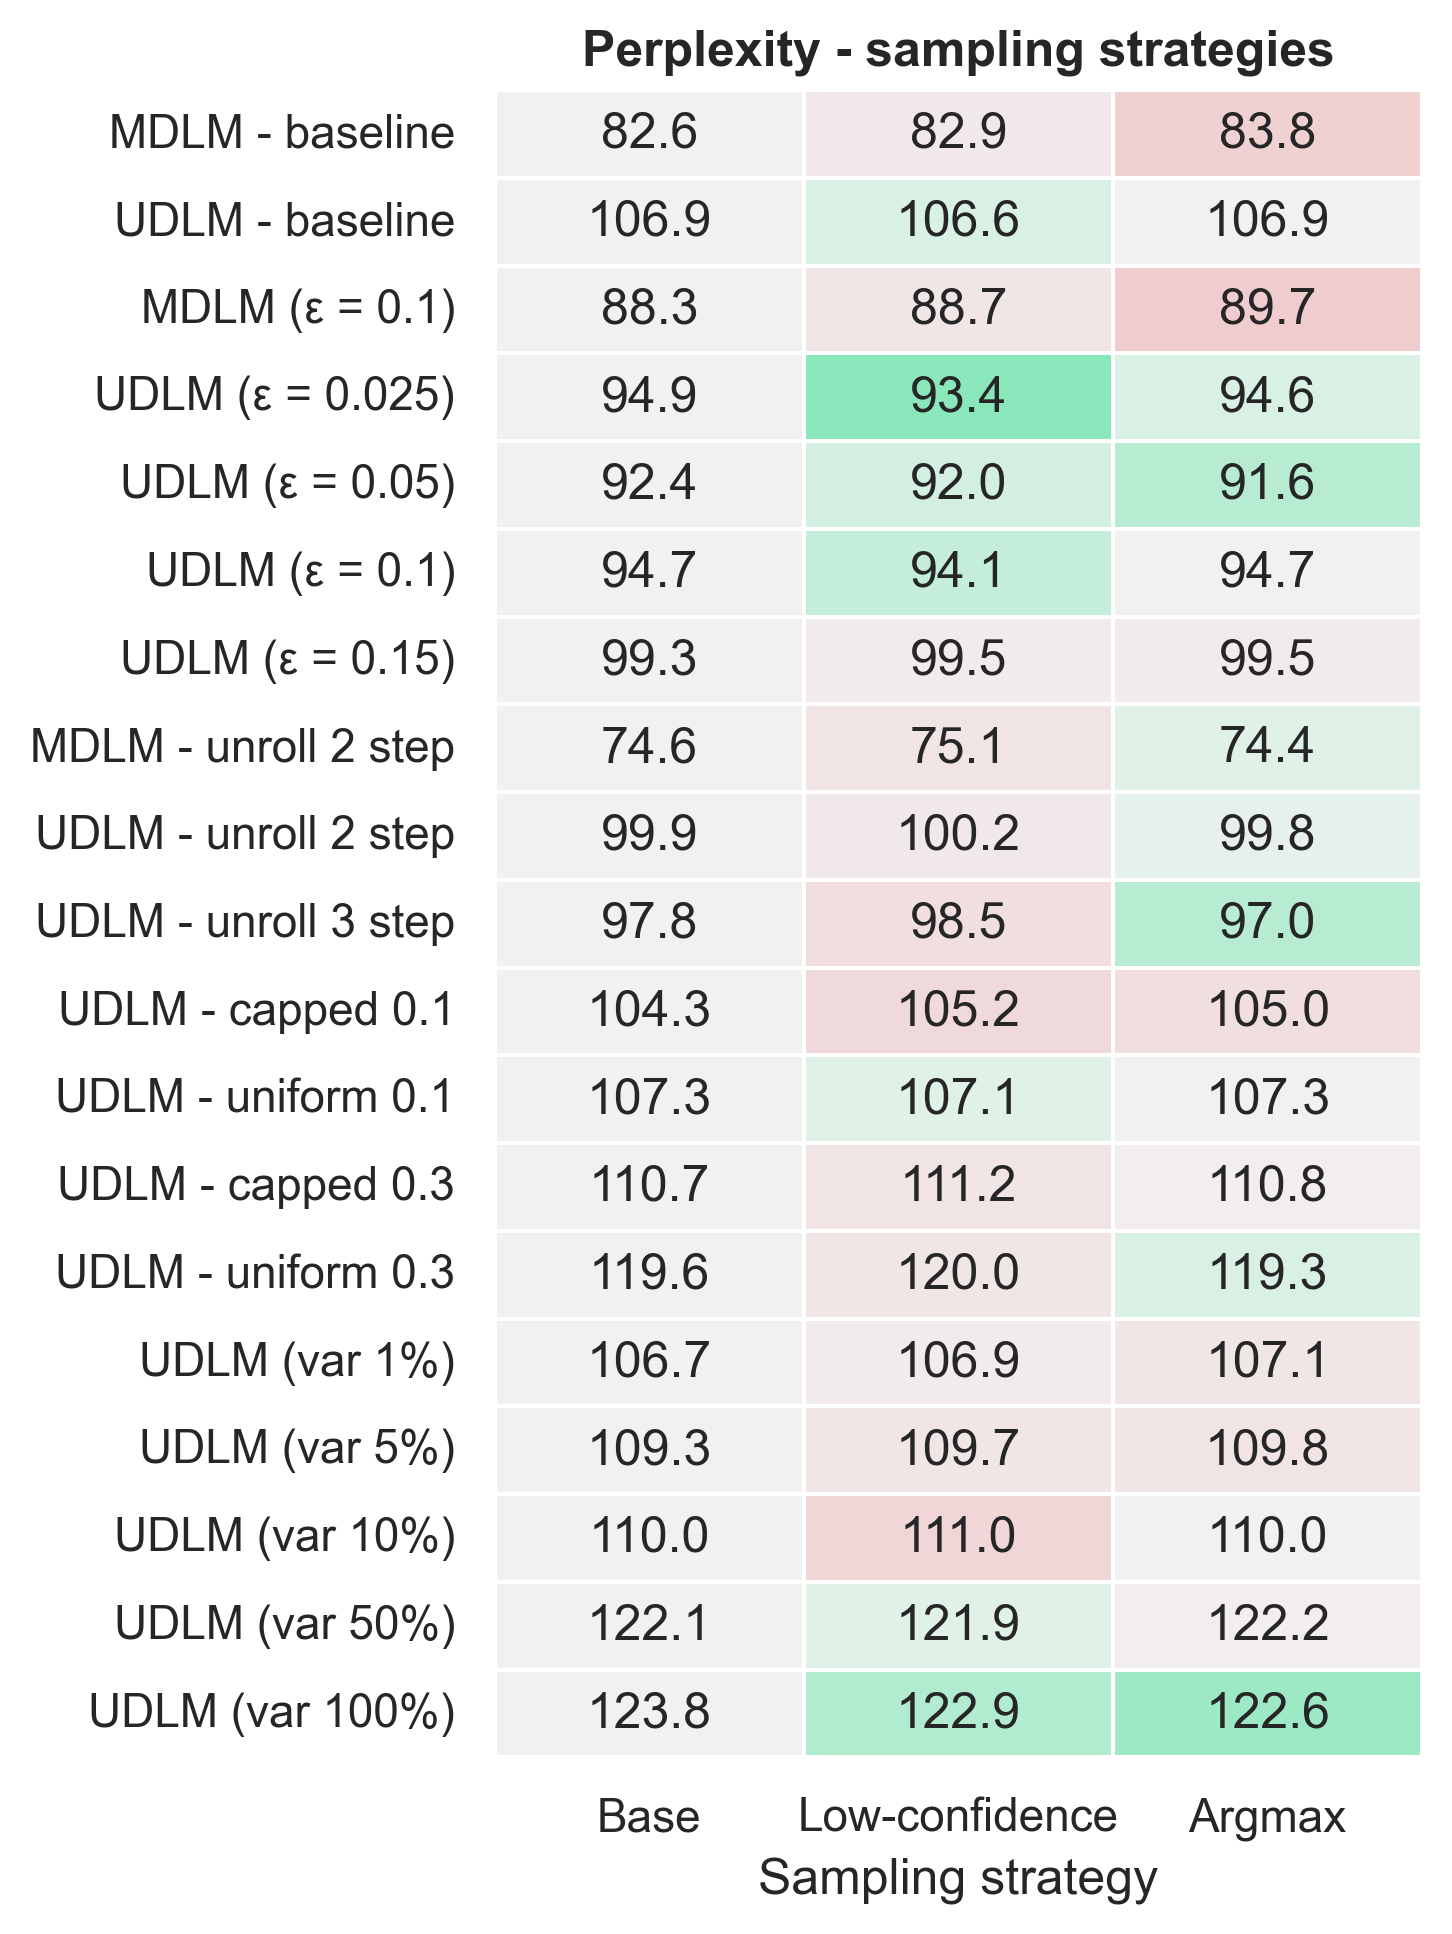 Perplexity - sampling strategies
MDLM - baseline 82.6 82.9 83.8
UDLM - baseline 106.9 106.6 106.9
MDLM (ε = 0.1) 88.3 88.7 89.7
UDLM (ε = 0.025) 94.9 93.4 94.6
UDLM (ε = 0.05) 92.4 92.0 91.6
UDLM (ε = 0.1) 94.7 94.1 94.7
UDLM (ε = 0.15) 99.3 99.5 99.5
MDLM - unroll 2 step 74.6 75.1 74.4
UDLM - unroll 2 step 99.9 100.2 99.8
UDLM - unroll 3 step 97.8 98.5 97.0
UDLM - capped 0.1 104.3 105.2 105.0
UDLM - uniform 0.1 107.3 107.1 107.3
UDLM - capped 0.3 110.7 111.2 110.8
UDLM - uniform 0.3 119.6 120.0 119.3
UDLM (var 1%) 106.7 106.9 107.1
UDLM (var 5%) 109.3 109.7 109.8
UDLM (var 10%) 110.0 111.0 110.0
UDLM (var 50%) 122.1 121.9 122.2
UDLM (var 100%) 123.8 122.9 122.6
Base Low-confidence Argmax
Sampling strategy